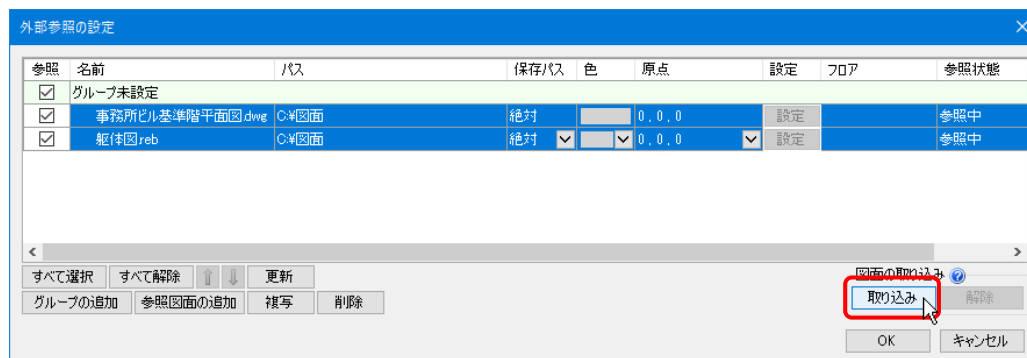 外部参照の設定
参照 名前 パス 保存パス 色 原点 設定 フロア 参照状態
グループ未設定
事務所ビル基準階平面図.dwg C:¥図面 絶対 0,0,0 設定 参照中
躯体図.reb C:¥図面 絶対 0,0,0 設定 参照中
すべて選択 すべて解除 更新 図面の取り込み
グループの追加 参照図面の追加 複写 削除 取り込み 解除
OK キャンセル